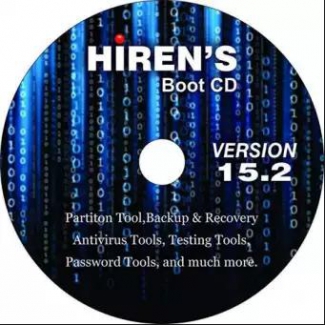 HIREN'S
Boot CD
VERSION
15.2
Partiton Tool,Backup & Recovery
Antivirus Tools, Testing Tools,
Password Tools, and much more.